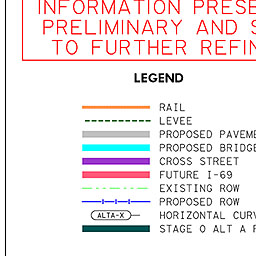 INFORMATION PRESE
PRELIMINARY AND S
TO FURTHER REFIN
LEGEND
RAIL
LEVEE
PROPOSED PAVEME
PROPOSED BRIDGE
CROSS STREET
FUTURE I-69
EXISTING ROW
PROPOSED ROW
ALTA-X HORIZONTAL CURV
STAGE 0 ALT A F